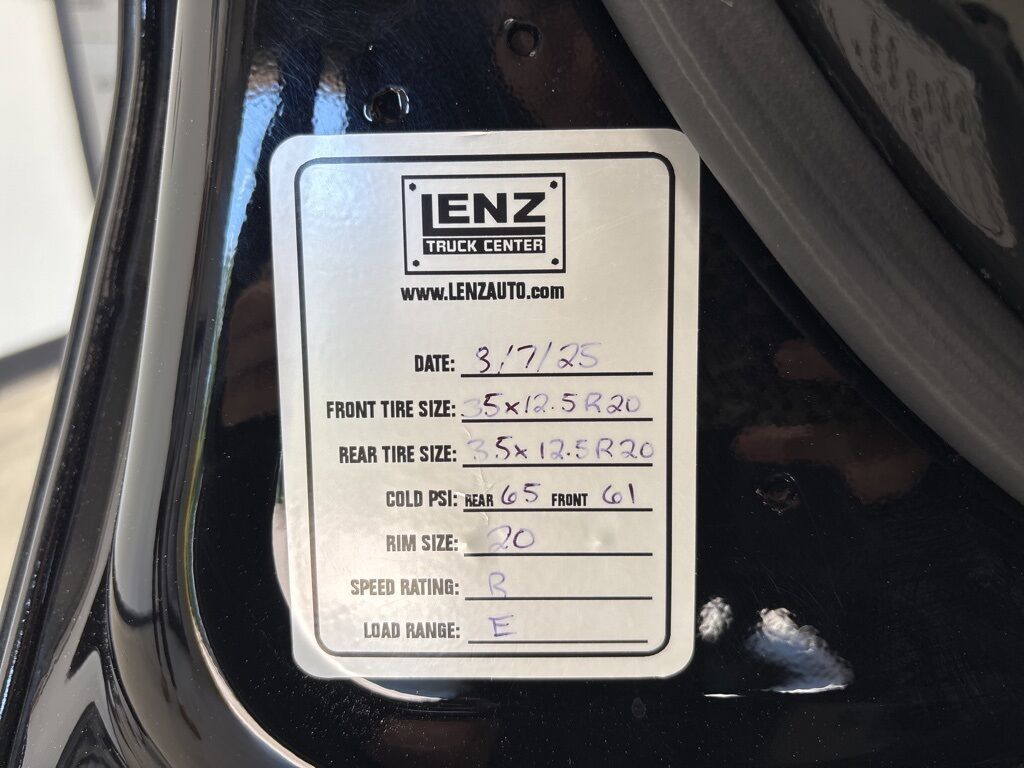 LENZ
TRUCK CENTER
www.LENZAUTO.com
DATE: 3/7/25
FRONT TIRE SIZE: 35x12.5R20
REAR TIRE SIZE: 35x12.5R20
COLD PSI: REAR 65 FRONT 61
RIM SIZE: 20
SPEED RATING: R
LOAD RANGE: E